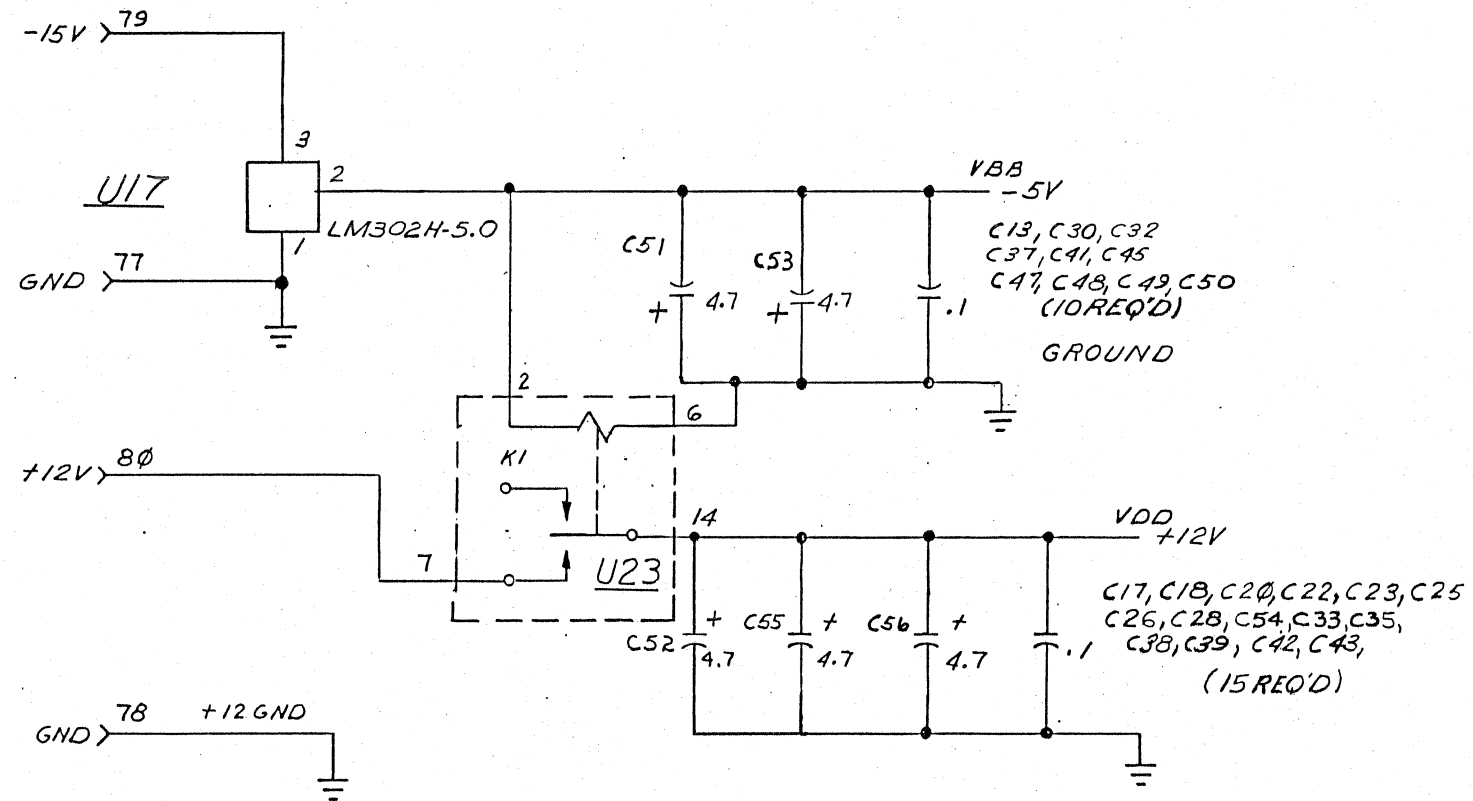 -15V 79
3
U17
2
LM302H-5.0
1
GND 77
VBB
-5V
C51
+ 4.7
C53
+ 4.7
.1
C13, C30, C32
C37, C41, C45
C47, C48, C49, C50
(10 REQ'D)
GROUND
2
6
K1
+12V 8Ø
7
U23
14
VDD
+12V
C52
+
4.7
C55
+
4.7
C56
+
4.7
.1
C17, C18, C2Ø, C22, C23, C25
C26, C28, C54, C33, C35,
C38, C39, C42, C43,
(15 REQ'D)
GND 78 +12 GND